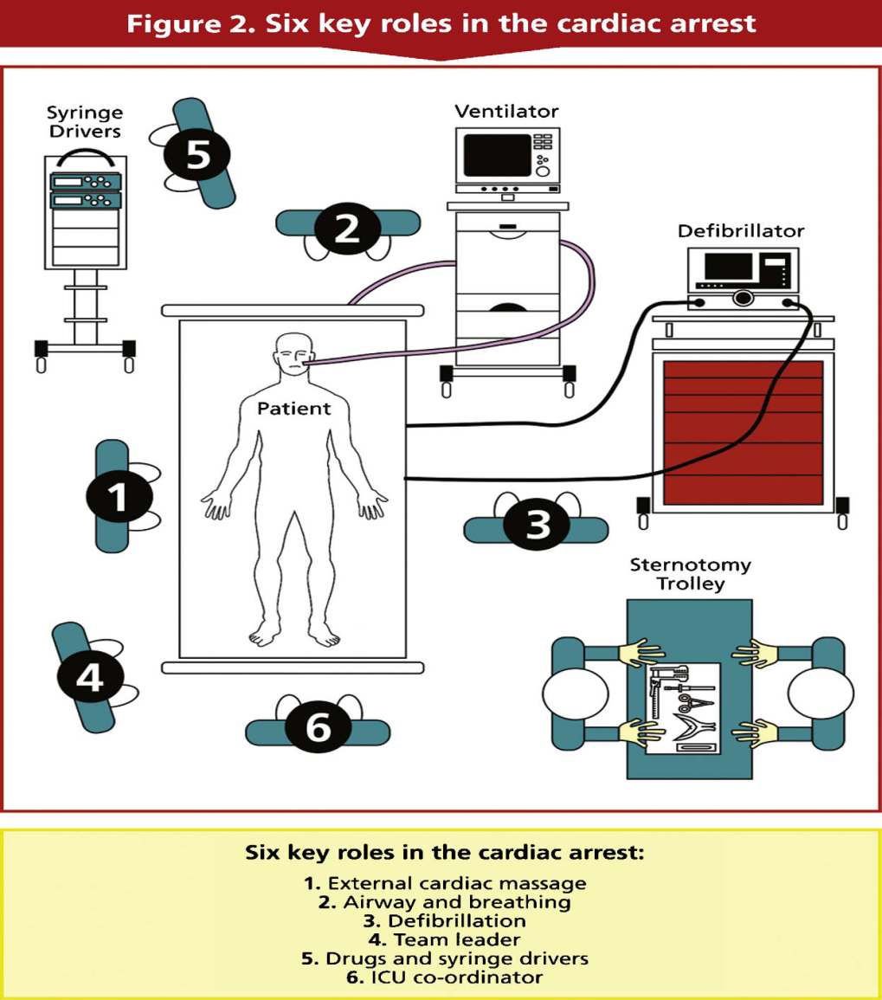 Figure 2. Six key roles in the cardiac arrest
Syringe
Drivers
5
Ventilator
2
Defibrillator
Patient
1
3
Sternotomy
Trolley
4
6
Six key roles in the cardiac arrest:
1. External cardiac massage
2. Airway and breathing
3. Defibrillation
4. Team leader
5. Drugs and syringe drivers
6. ICU co-ordinator